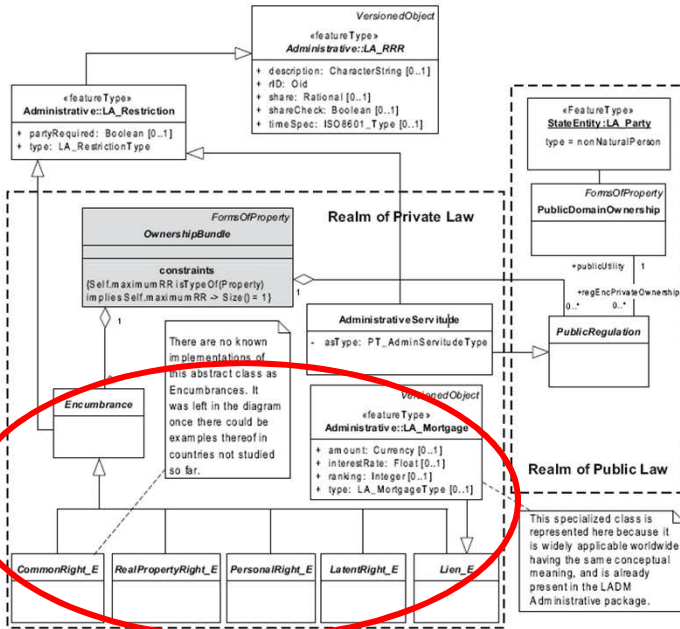 VersionedObject
«featureType»
Administrative::LA_RRR
+ description: CharacterString [0..1]
+ rID: Oid
+ share: Rational [0..1]
+ shareCheck: Boolean [0..1]
+ timeSpec: ISO8601_Type [0..1]
«featureType»
Administrative::LA_Restriction
+ partyRequired: Boolean [0..1]
+ type: LA_RestrictionType
«FeatureType»
StateEntity:LA_Party
type = nonNaturalPerson
FormsOfProperty
PublicDomainOwnership
+publicUtility 1
+regEncPrivateOwnership
0..* 0..*
PublicRegulation
Realm of Public Law
Realm of Private Law
FormsOfProperty
OwnershipBundle
constraints
{Self.maximumRR isTypeOf(Property)
implies Self.maximumRR -> Size() = 1}
1
1
AdministrativeServitude
- asType: PT_AdminServitudeType
There are no known
implementations of
this abstract class as
Encumbrances. It
was left in the diagram
once there could be
examples thereof in
countries not studied
so far.
Encumbrance
VersionedObject
«featureType»
Administrative::LA_Mortgage
+ amount: Currency [0..1]
+ interestRate: Float [0..1]
+ ranking: Integer [0..1]
+ type: LA_MortgageType [0..1]
This specialized class is
represented here because it
is widely applicable worldwide
having the same conceptual
meaning, and is already
present in the LADM
Administrative package.
CommonRight_E
RealPropertyRight_E
PersonalRight_E
LatentRight_E
Lien_E